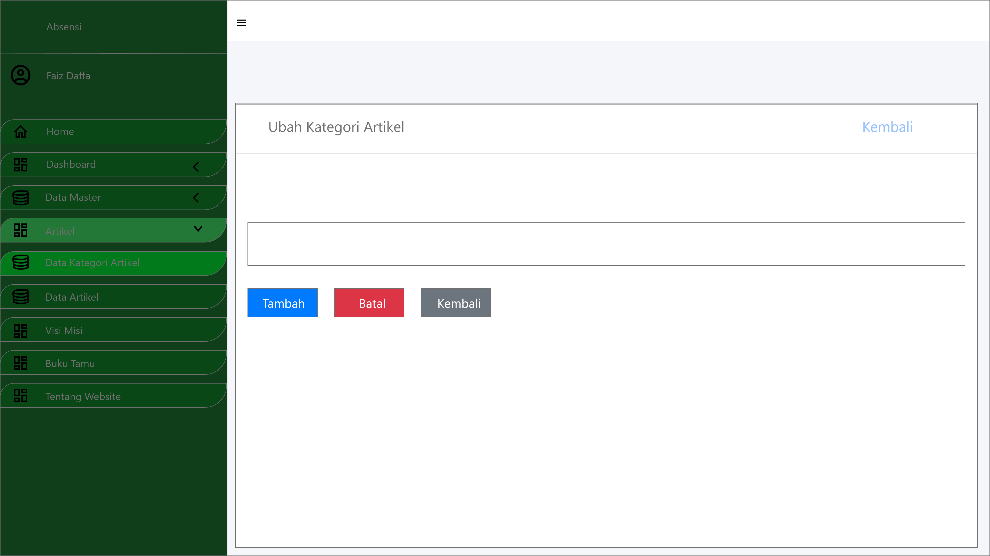 Absensi
Faiz Daffa
Home
Dashboard
Data Master
Artikel
Data Kategori Artikel
Data Artikel
Visi Misi
Buku Tamu
Tentang Website
Ubah Kategori Artikel
Kembali
Tambah
Batal
Kembali